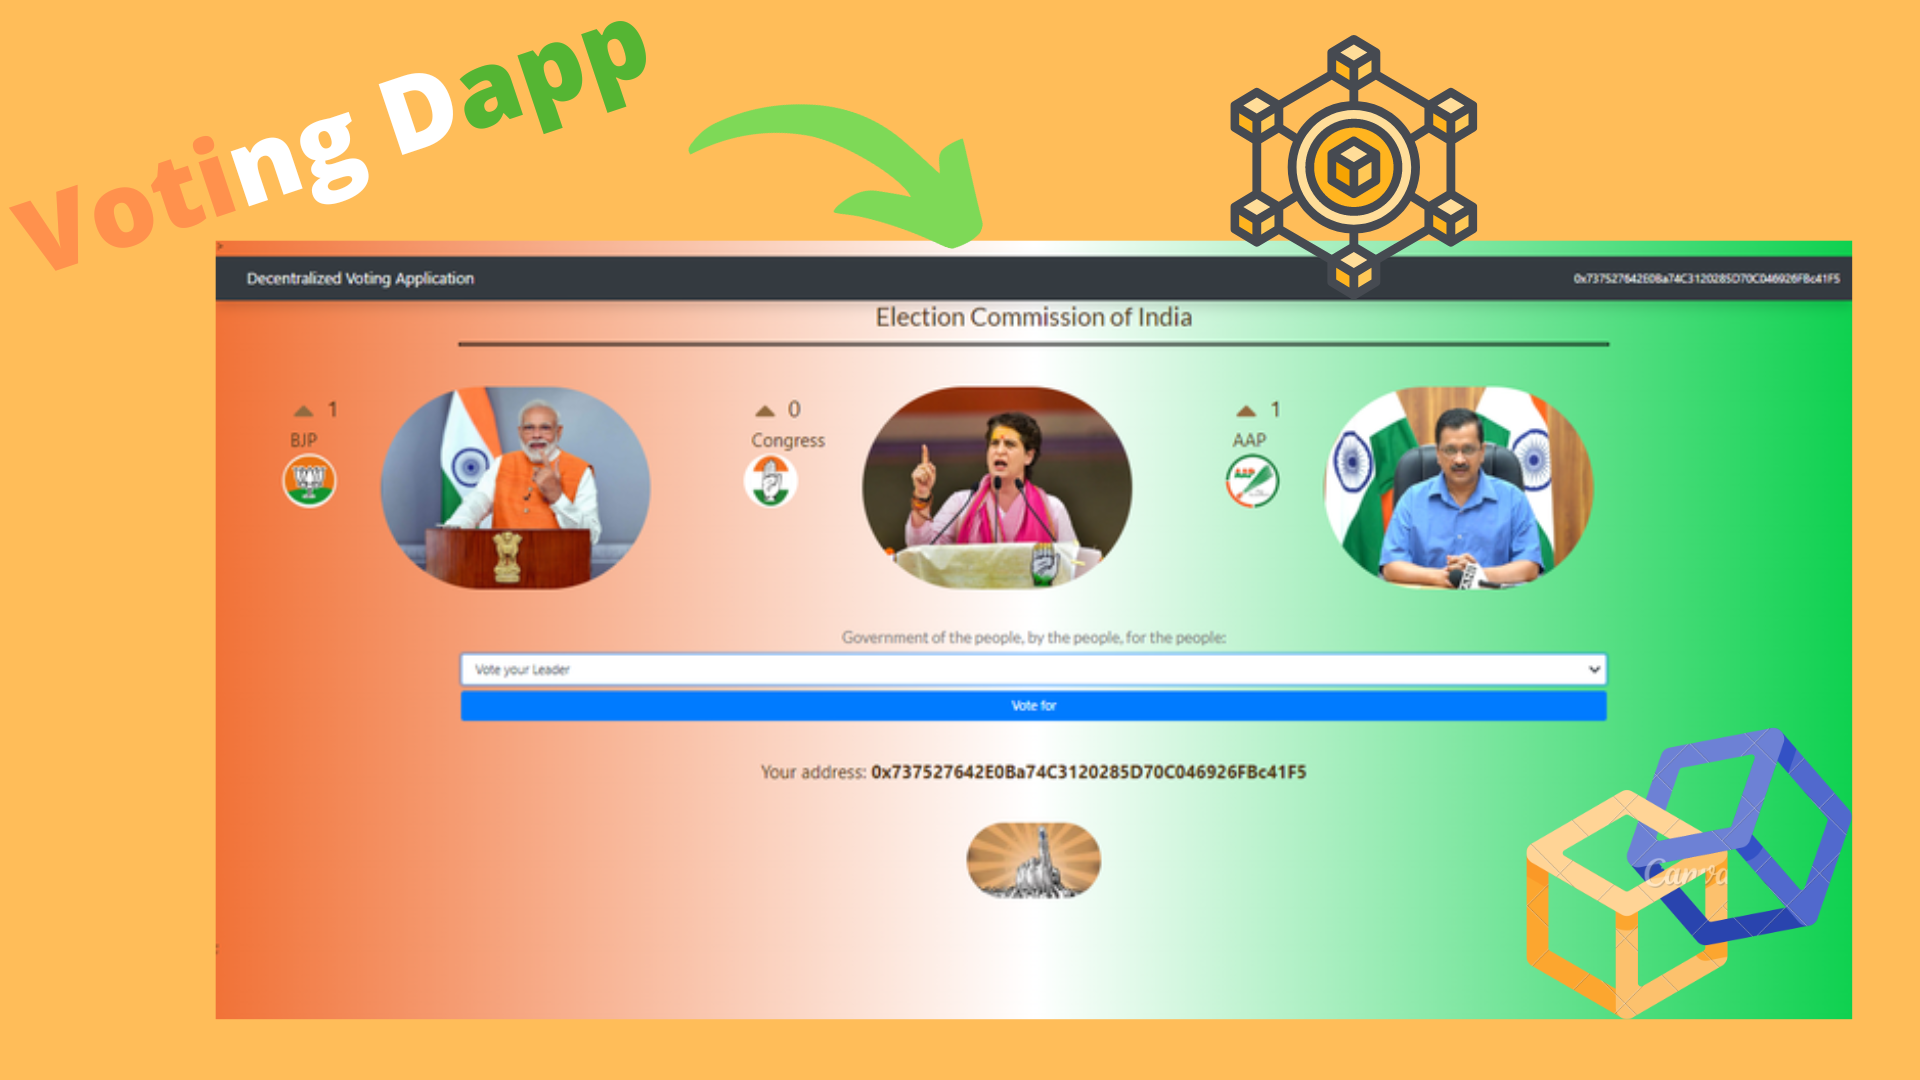 Voting Dapp
Decentralized Voting Application
0x737527642E0Ba74C3120285D70C046926FBc41F5
Election Commission of India
1
BJP
0
Congress
1
AAP
AAP
Government of the people, by the people, for the people:
Vote your Leader
Vote for
Your address: 0x737527642E0Ba74C3120285D70C046926FBc41F5
Canva